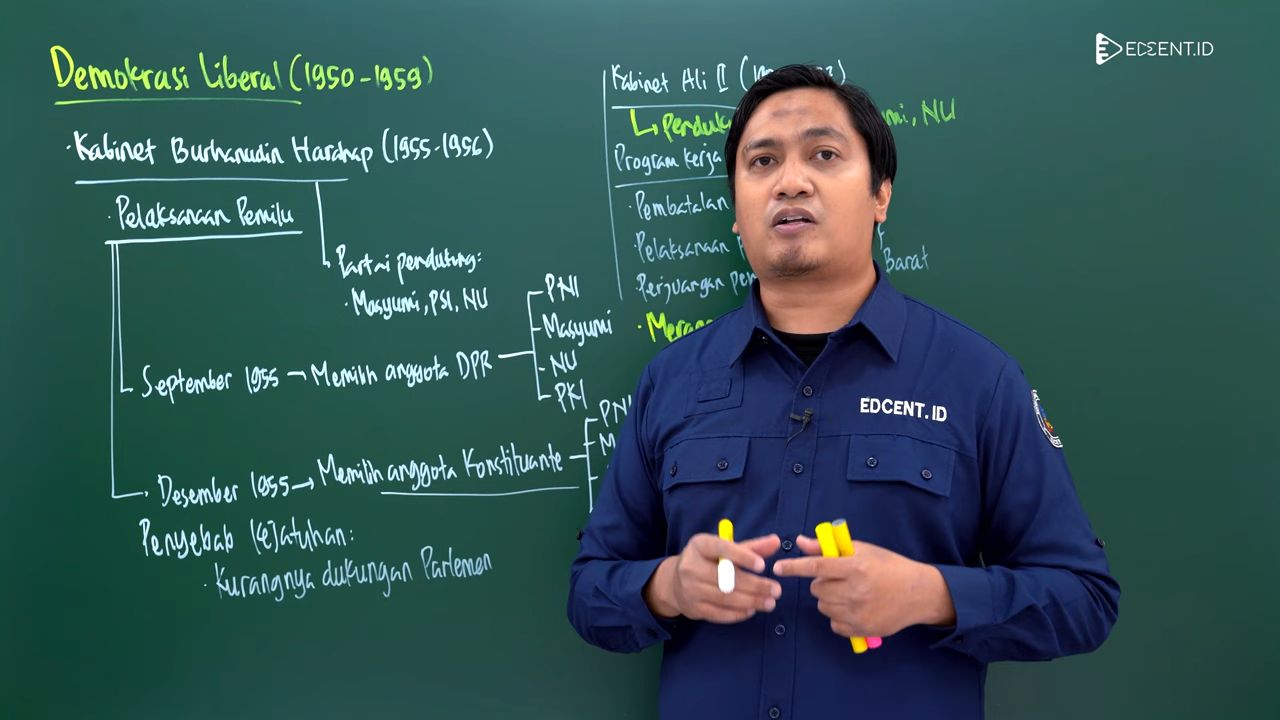 EDCENT.ID
Demokrasi Liberal (1950-1959)
·Kabinet Burhanudin Harahap (1955-1956)
·Pelaksanaan Pemilu
Partai pendukung:
·Masyumi, PSI, NU
September 1955 → Memilih anggota DPR
-PNI
-Masyumi
-NU
-PKI
Desember 1955 → Memilih anggota Konstituante
Penyebab (ke)jatuhan:
·Kurangnya dukungan Parlemen
Kabinet Ali II
NU
Program kerja
·Pembatalan
·Pelaksanaan
Barat
·Perjuangan
EDCENT.ID